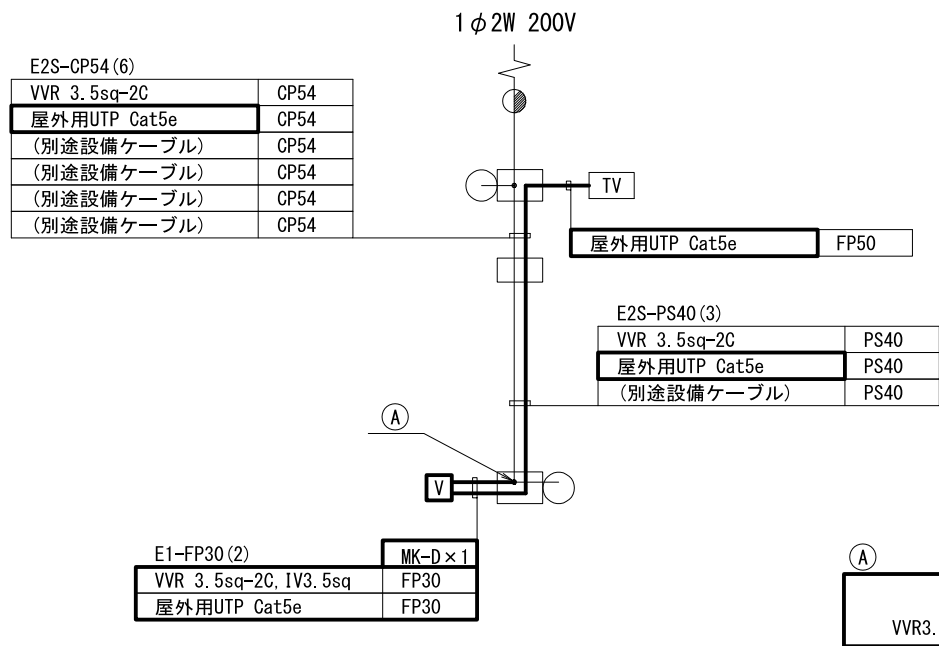 1φ2W 200V
E2S-CP54(6)
VVR 3.5sq-2C CP54
屋外用UTP Cat5e CP54
(別途設備ケーブル) CP54
(別途設備ケーブル) CP54
(別途設備ケーブル) CP54
(別途設備ケーブル) CP54
TV
屋外用UTP Cat5e FP50
E2S-PS40(3)
VVR 3.5sq-2C PS40
屋外用UTP Cat5e PS40
(別途設備ケーブル) PS40
A
V
E1-FP30(2) MK-D×1
VVR 3.5sq-2C, IV3.5sq FP30
屋外用UTP Cat5e FP30
A
VVR3.